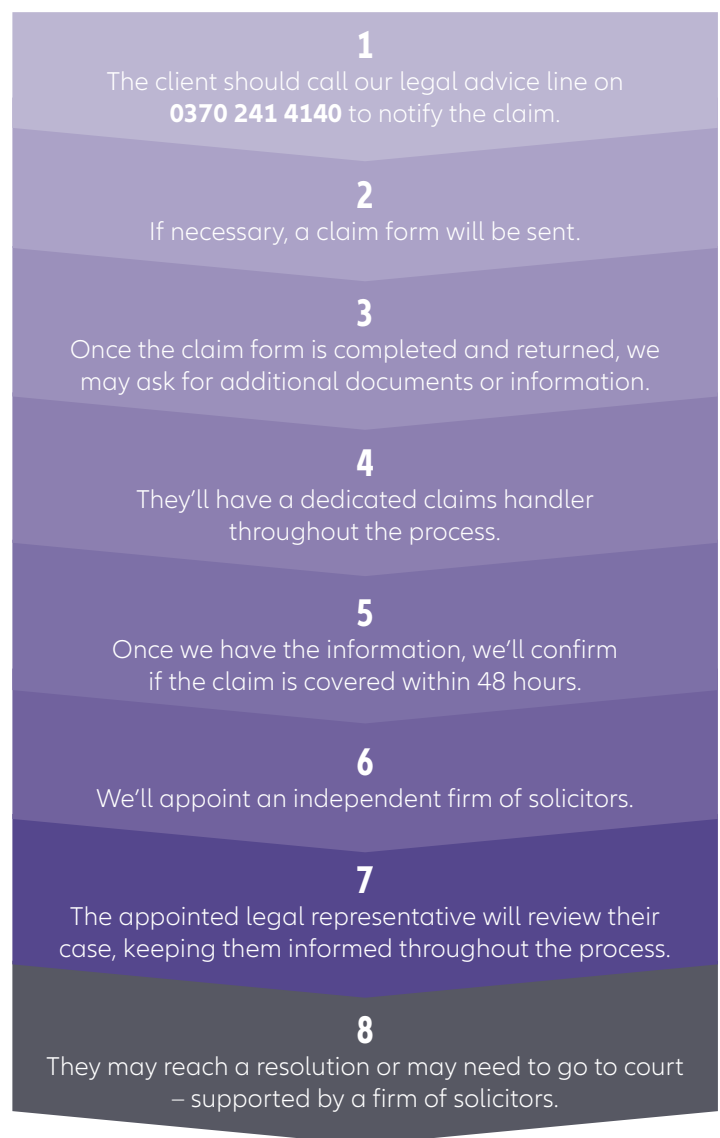 1
The client should call our legal advice line on
0370 241 4140 to notify the claim.
2
If necessary, a claim form will be sent.
3
Once the claim form is completed and returned, we
may ask for additional documents or information.
4
They’ll have a dedicated claims handler
throughout the process.
5
Once we have the information, we’ll confirm
if the claim is covered within 48 hours.
6
We’ll appoint an independent firm of solicitors.
7
The appointed legal representative will review their
case, keeping them informed throughout the process.
8
They may reach a resolution or may need to go to court
– supported by a firm of solicitors.